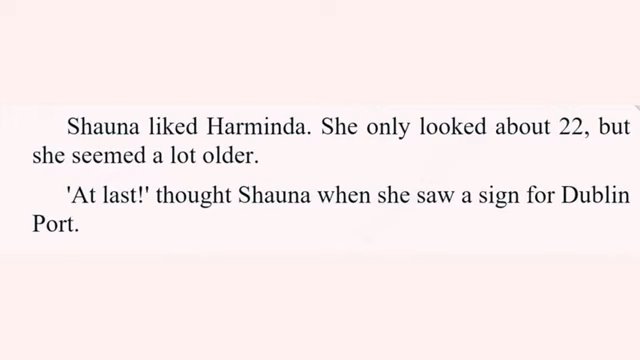 Shauna liked Harminda. She only looked about 22, but
she seemed a lot older.
'At last!' thought Shauna when she saw a sign for Dublin
Port.